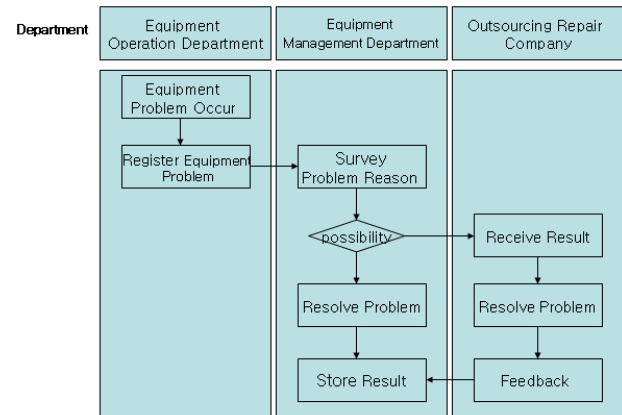 Department
Equipment
Operation Department
Equipment
Management Department
Outsourcing Repair
Company
Equipment
Problem Occur
Register Equipment
Problem
Survey
Problem Reason
possibility
Receive Result
Resolve Problem
Resolve Problem
Store Result
Feedback